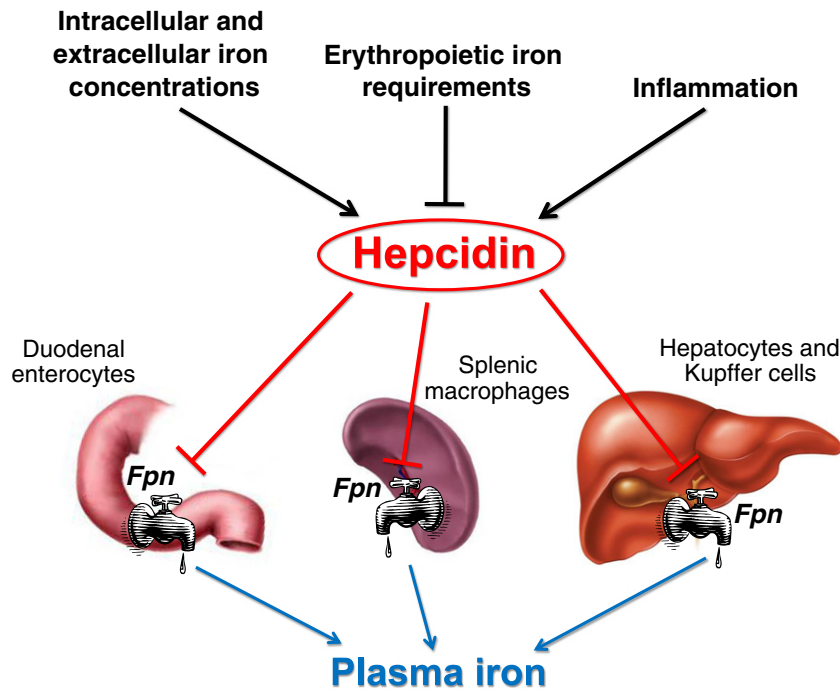 Intracellular and
extracellular iron
concentrations
Erythropoietic iron
requirements
Inflammation
Hepcidin
Duodenal
enterocytes
Splenic
macrophages
Hepatocytes and
Kupffer cells
Fpn
Fpn
Fpn
Plasma iron